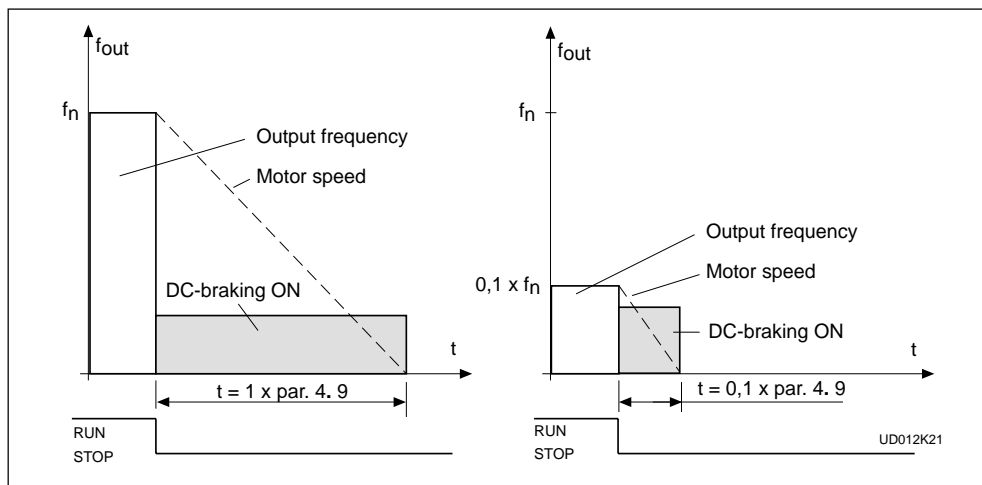 fout
fn
Output frequency
Motor speed
DC-braking ON
t
t = 1 x par. 4. 9
RUN
STOP
fout
fn
Output frequency
Motor speed
0,1 x fn
DC-braking ON
t
t = 0,1 x par. 4. 9
RUN
STOP
UD012K21